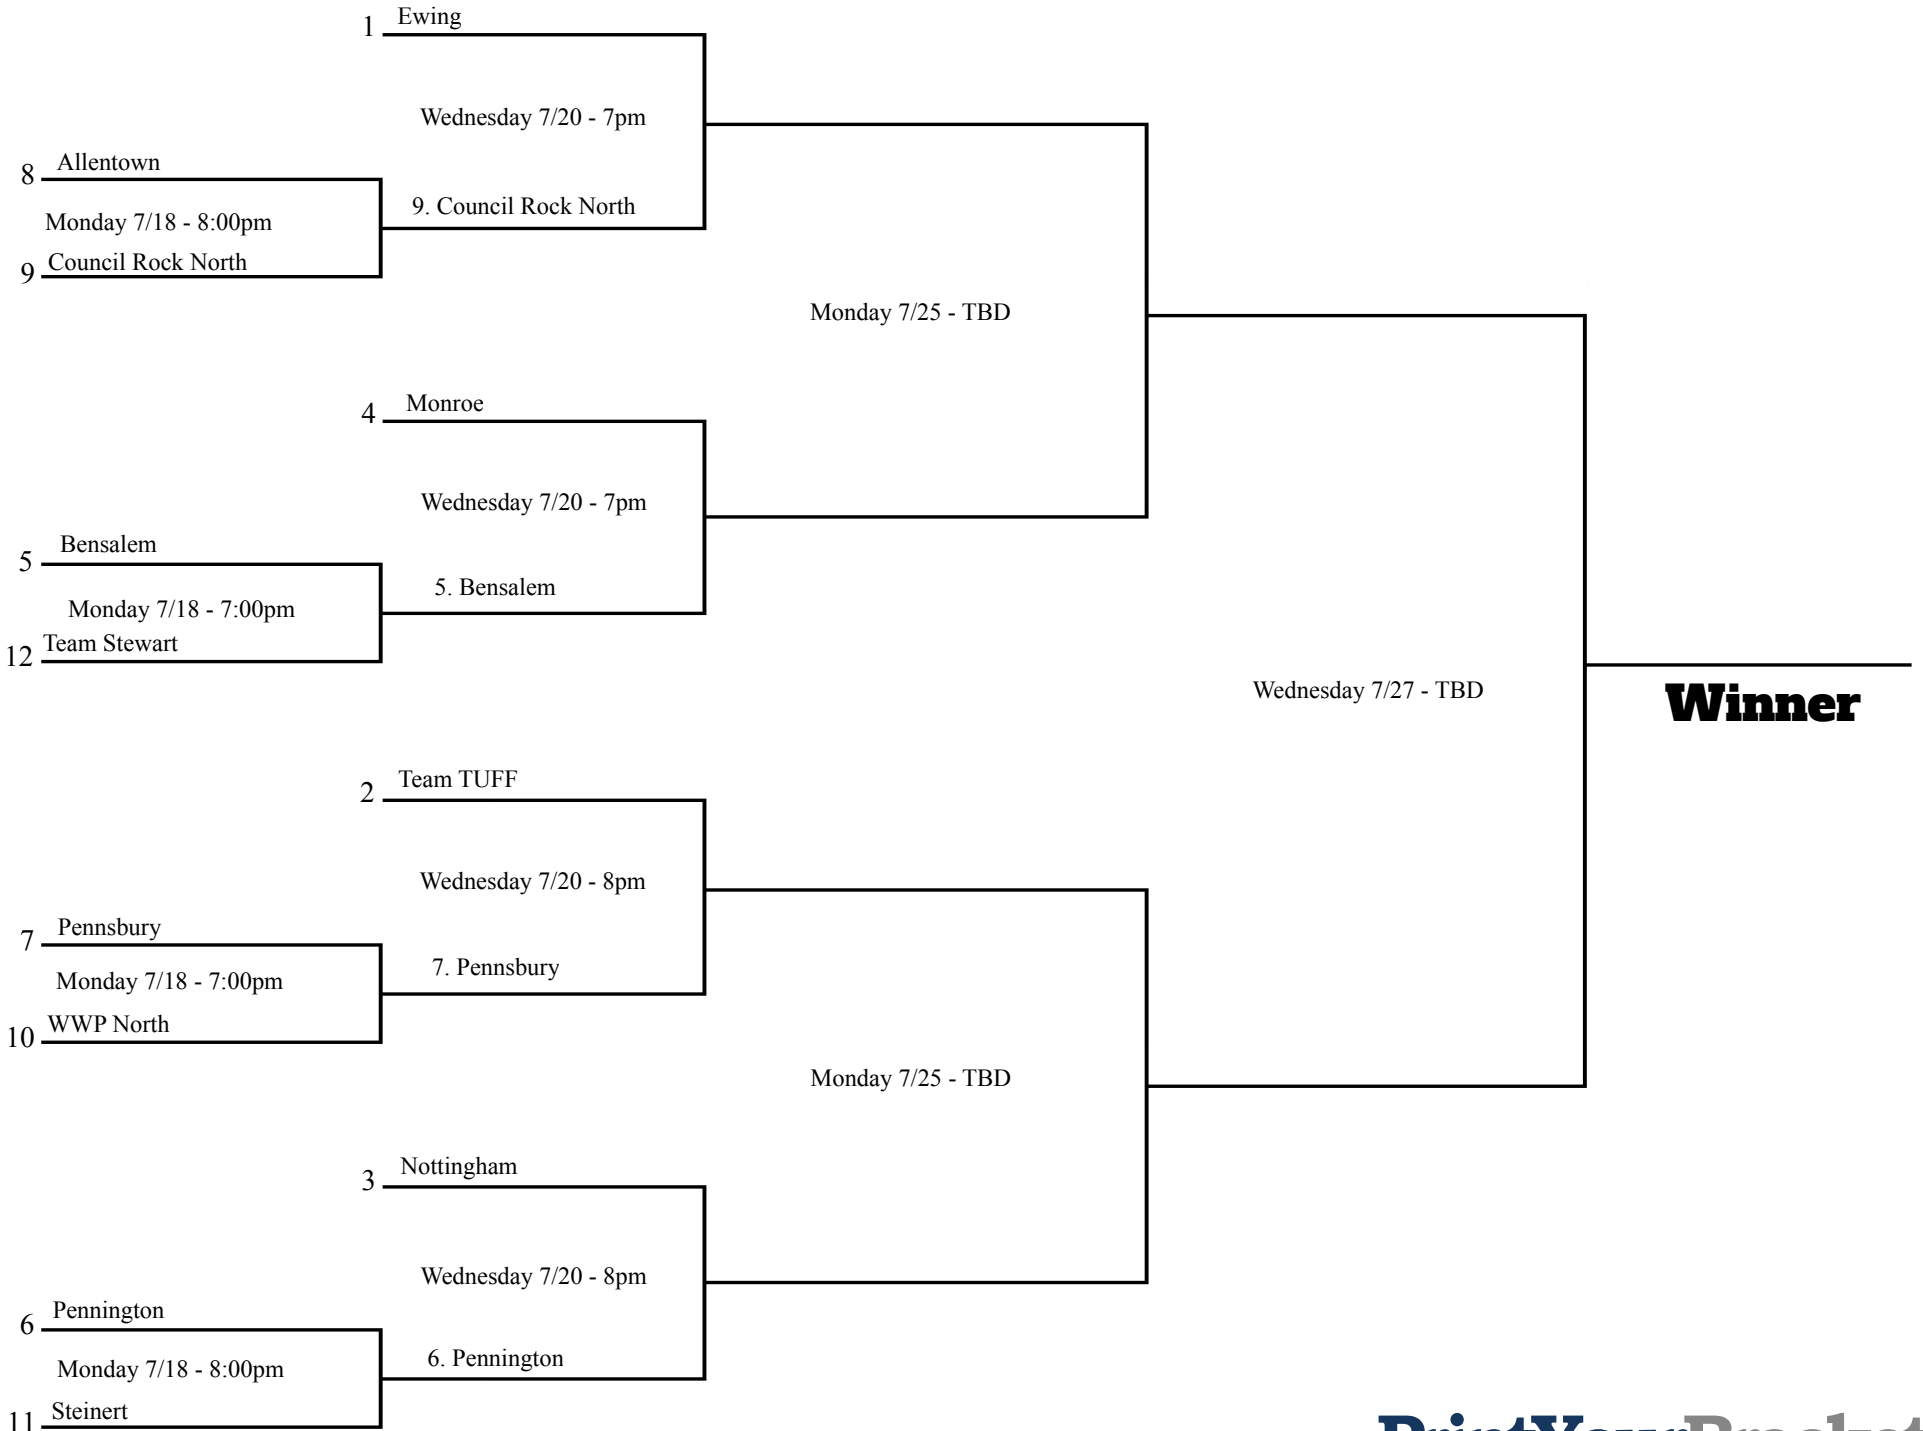 1 Ewing
Wednesday 7/20 - 7pm
8 Allentown
Monday 7/18 - 8:00pm
9. Council Rock North
9 Council Rock North
Monday 7/25 - TBD
4 Monroe
Wednesday 7/20 - 7pm
5 Bensalem
5. Bensalem
Monday 7/18 - 7:00pm
12 Team Stewart
Wednesday 7/27 - TBD
Winner
2 Team TUFF
Wednesday 7/20 - 8pm
7 Pennsbury
7. Pennsbury
Monday 7/18 - 7:00pm
10 WWP North
Monday 7/25 - TBD
3 Nottingham
Wednesday 7/20 - 8pm
6 Pennington
6. Pennington
Monday 7/18 - 8:00pm
11 Steinert
PrintYourBracket